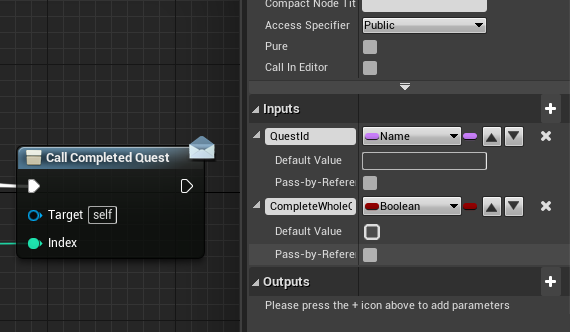 Compact Node Tit
Access Specifier Public
Pure
Call In Editor
Inputs
QuestId Name
Default Value
Pass-by-Refere
CompleteWhole Boolean
Default Value
Pass-by-Refere
Outputs
Please press the + icon above to add parameters
Call Completed Quest
Target self
Index